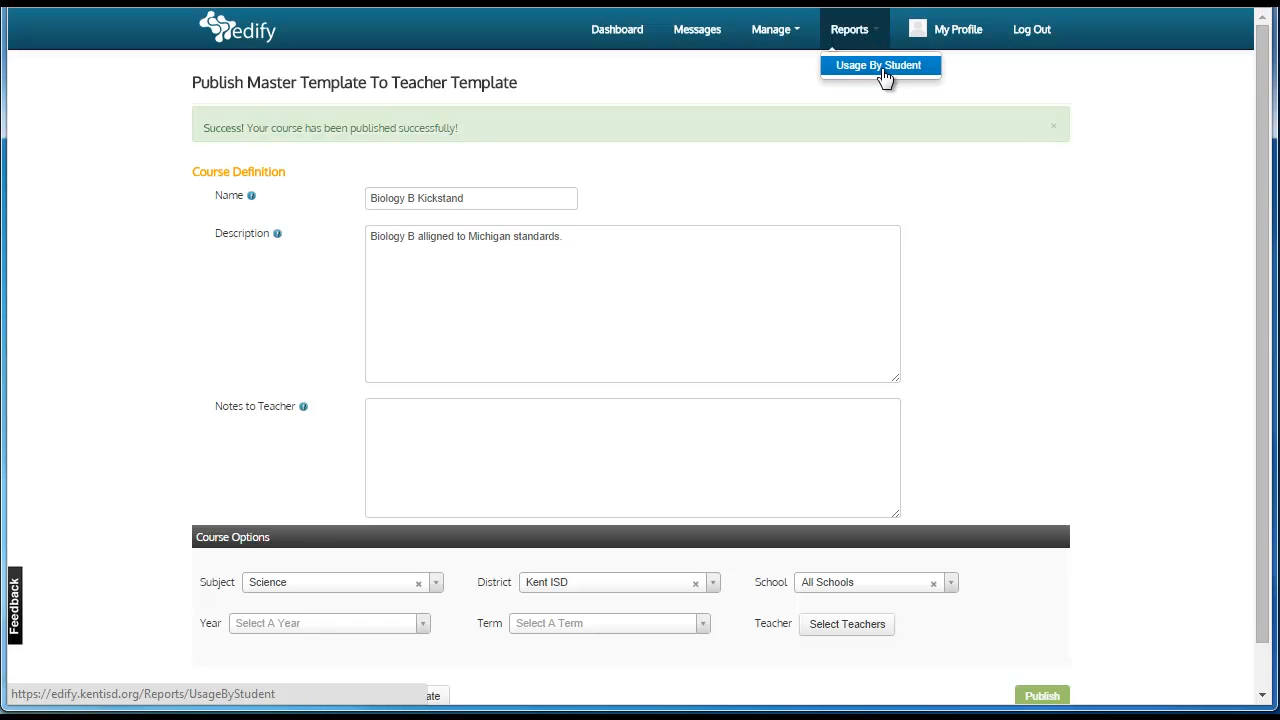 edify
Dashboard Messages Manage Reports My Profile Log Out
Usage By Student
Publish Master Template To Teacher Template
Success! Your course has been published successfully!
×
Course Definition
Name
Biology B Kickstand
Description
Biology B alligned to Michigan standards.
Notes to Teacher
Course Options
Subject Science District Kent ISD School All Schools
Year Select A Year Term Select A Term Teacher Select Teachers
Feedback
https://edify.kentisd.org/Reports/UsageByStudent
ate
Publish